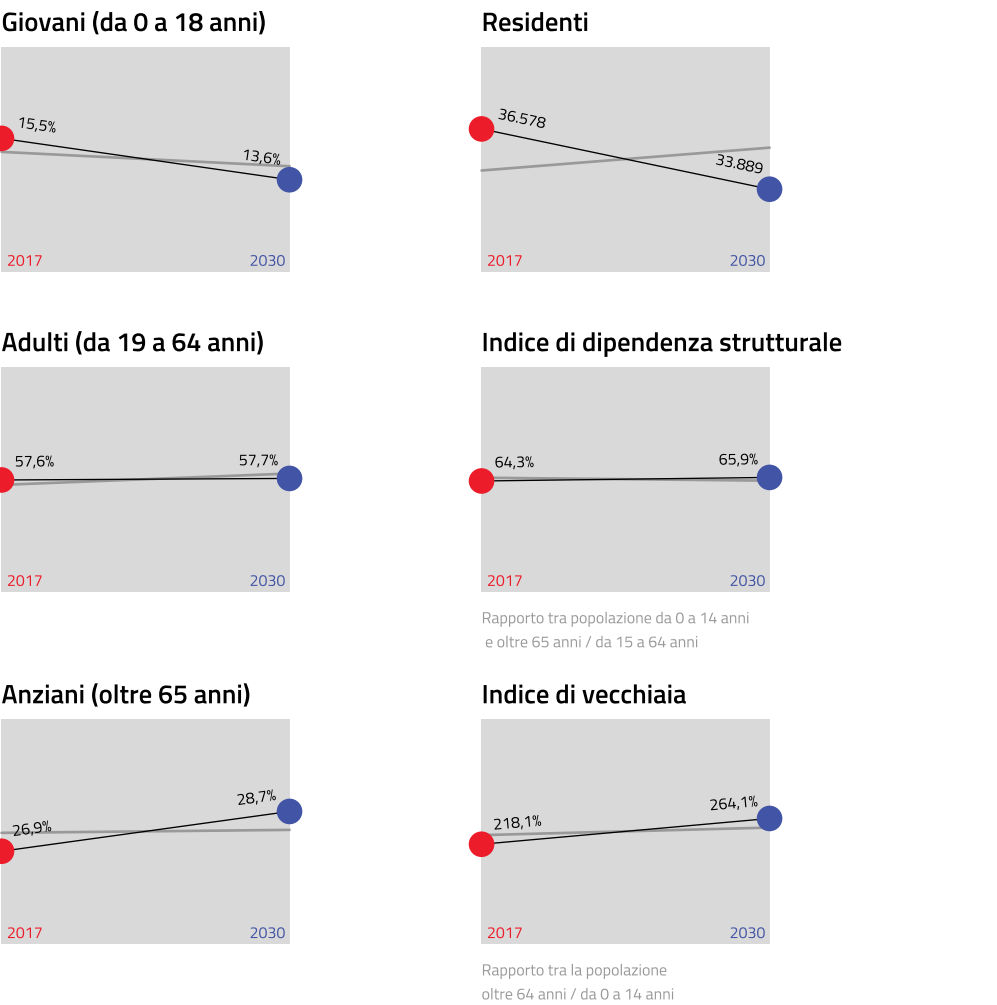 Giovani (da 0 a 18 anni)
15,5%
13,6%
2017
2030
Residenti
36.578
33.889
2017
2030
Adulti (da 19 a 64 anni)
57,6%
57,7%
2017
2030
Indice di dipendenza strutturale
64,3%
65,9%
2017
2030
Rapporto tra popolazione da 0 a 14 anni
e oltre 65 anni / da 15 a 64 anni
Anziani (oltre 65 anni)
26,9%
28,7%
2017
2030
Indice di vecchiaia
218,1%
264,1%
2017
2030
Rapporto tra la popolazione
oltre 64 anni / da 0 a 14 anni